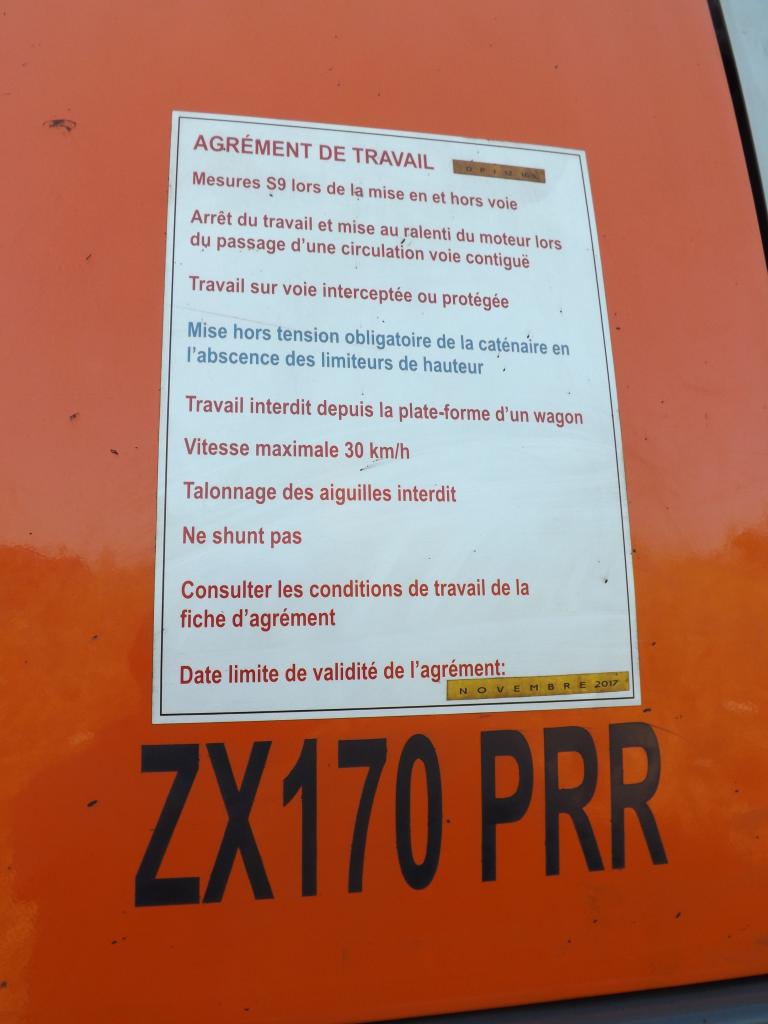 AGRÉMENT DE TRAVAIL
Mesures S9 lors de la mise en et hors voie
Arrêt du travail et mise au ralenti du moteur lors
du passage d'une circulation voie contiguë
Travail sur voie interceptée ou protégée
Mise hors tension obligatoire de la caténaire en
l'abscence des limiteurs de hauteur
Travail interdit depuis la plate-forme d'un wagon
Vitesse maximale 30 km/h
Talonnage des aiguilles interdit
Ne shunt pas
Consulter les conditions de travail de la
fiche d'agrément
Date limite de validité de l'agrément:
NOVEMBRE 2017
ZX170 PRR